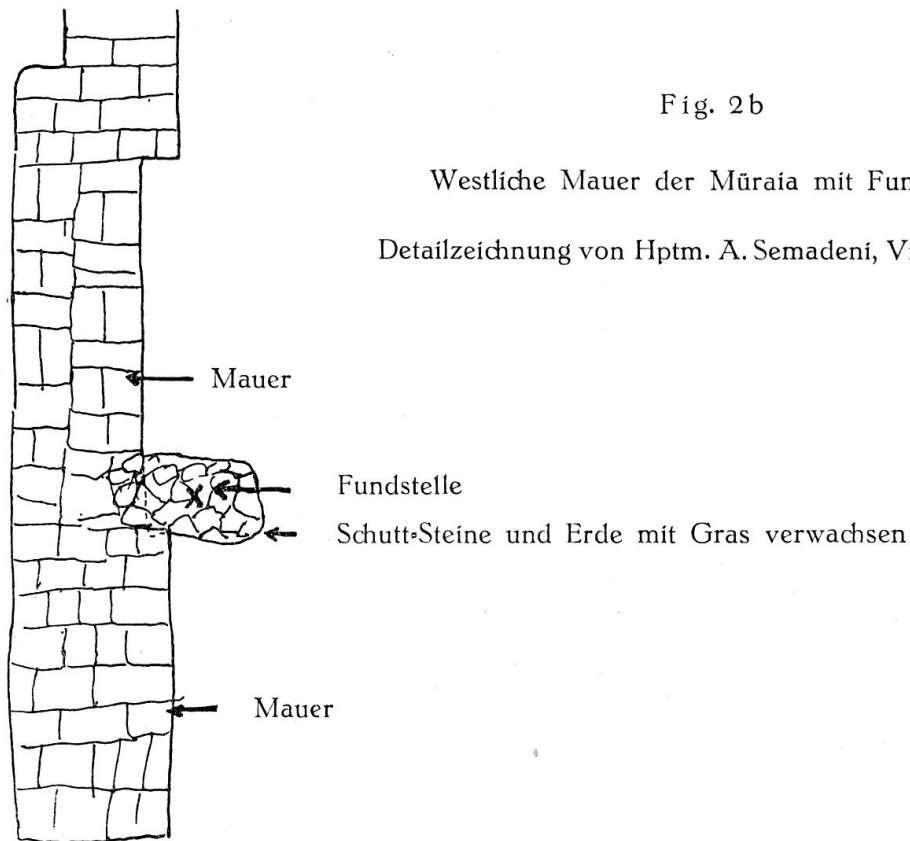 Fig. 2b
Westliche Mauer der Müraia mit Fun
Detailzeichnung von Hptm. A. Semadeni, V
Mauer
Fundstelle
X
Schutt-Steine und Erde mit Gras verwachsen
Mauer